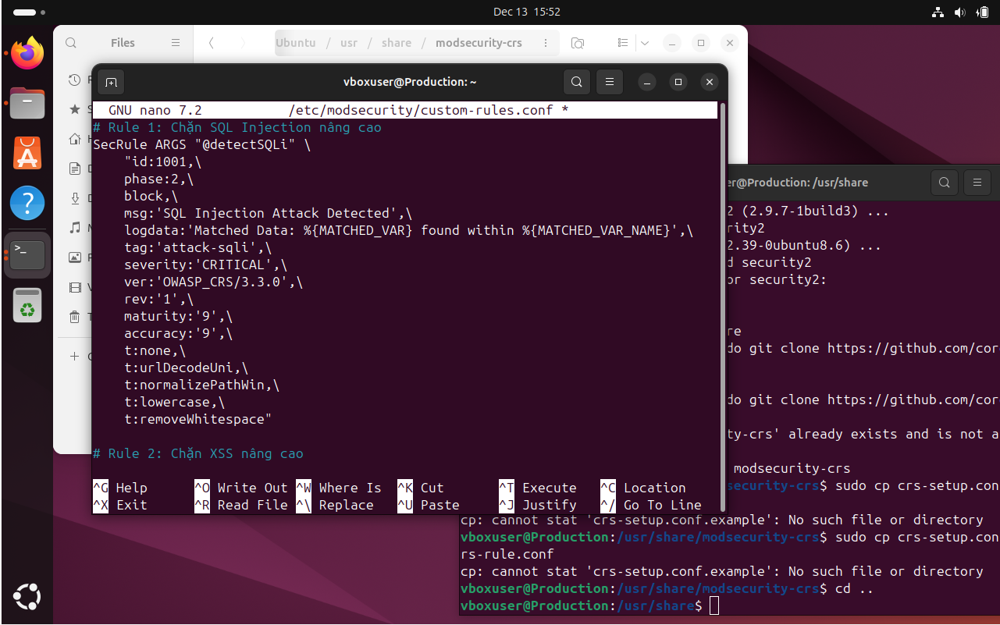 Dec 13 15:52
Files
Ubuntu / usr / share / modsecurity-crs
vboxuser@Production: ~
GNU nano 7.2 /etc/modsecurity/custom-rules.conf *
# Rule 1: Chặn SQL Injection nâng cao
SecRule ARGS "@detectSQLi" \
"id:1001,\
phase:2,\
block,\
msg:'SQL Injection Attack Detected',\
logdata:'Matched Data: %{MATCHED_VAR} found within %{MATCHED_VAR_NAME}',\
tag:'attack-sqli',\
severity:'CRITICAL',\
ver:'OWASP_CRS/3.3.0',\
rev:'1',\
maturity:'9',\
accuracy:'9',\
t:none,\
t:urlDecodeUni,\
t:normalizePathWin,\
t:lowercase,\
t:removeWhitespace"
# Rule 2: Chặn XSS nâng cao
^G Help ^O Write Out ^W Where Is ^K Cut ^T Execute ^C Location
^X Exit ^R Read File ^\ Replace ^U Paste ^J Justify ^/ Go To Line
er@Production: /usr/share
2 (2.9.7-1build3) ...
rity2
2.39-0ubuntu8.6) ...
d security2
or security2:
re
do git clone https://github.com/cor
do git clone https://github.com/cor
ty-crs' already exists and is not a
modsecurity-crs
security-crs$ sudo cp crs-setup.con
cp: cannot stat 'crs-setup.conf.example': No such file or directory
vboxuser@Production:/usr/share/modsecurity-crs$ sudo cp crs-setup.con
rs-rule.conf
cp: cannot stat 'crs-setup.conf.example': No such file or directory
vboxuser@Production:/usr/share/modsecurity-crs$ cd ..
vboxuser@Production:/usr/share$